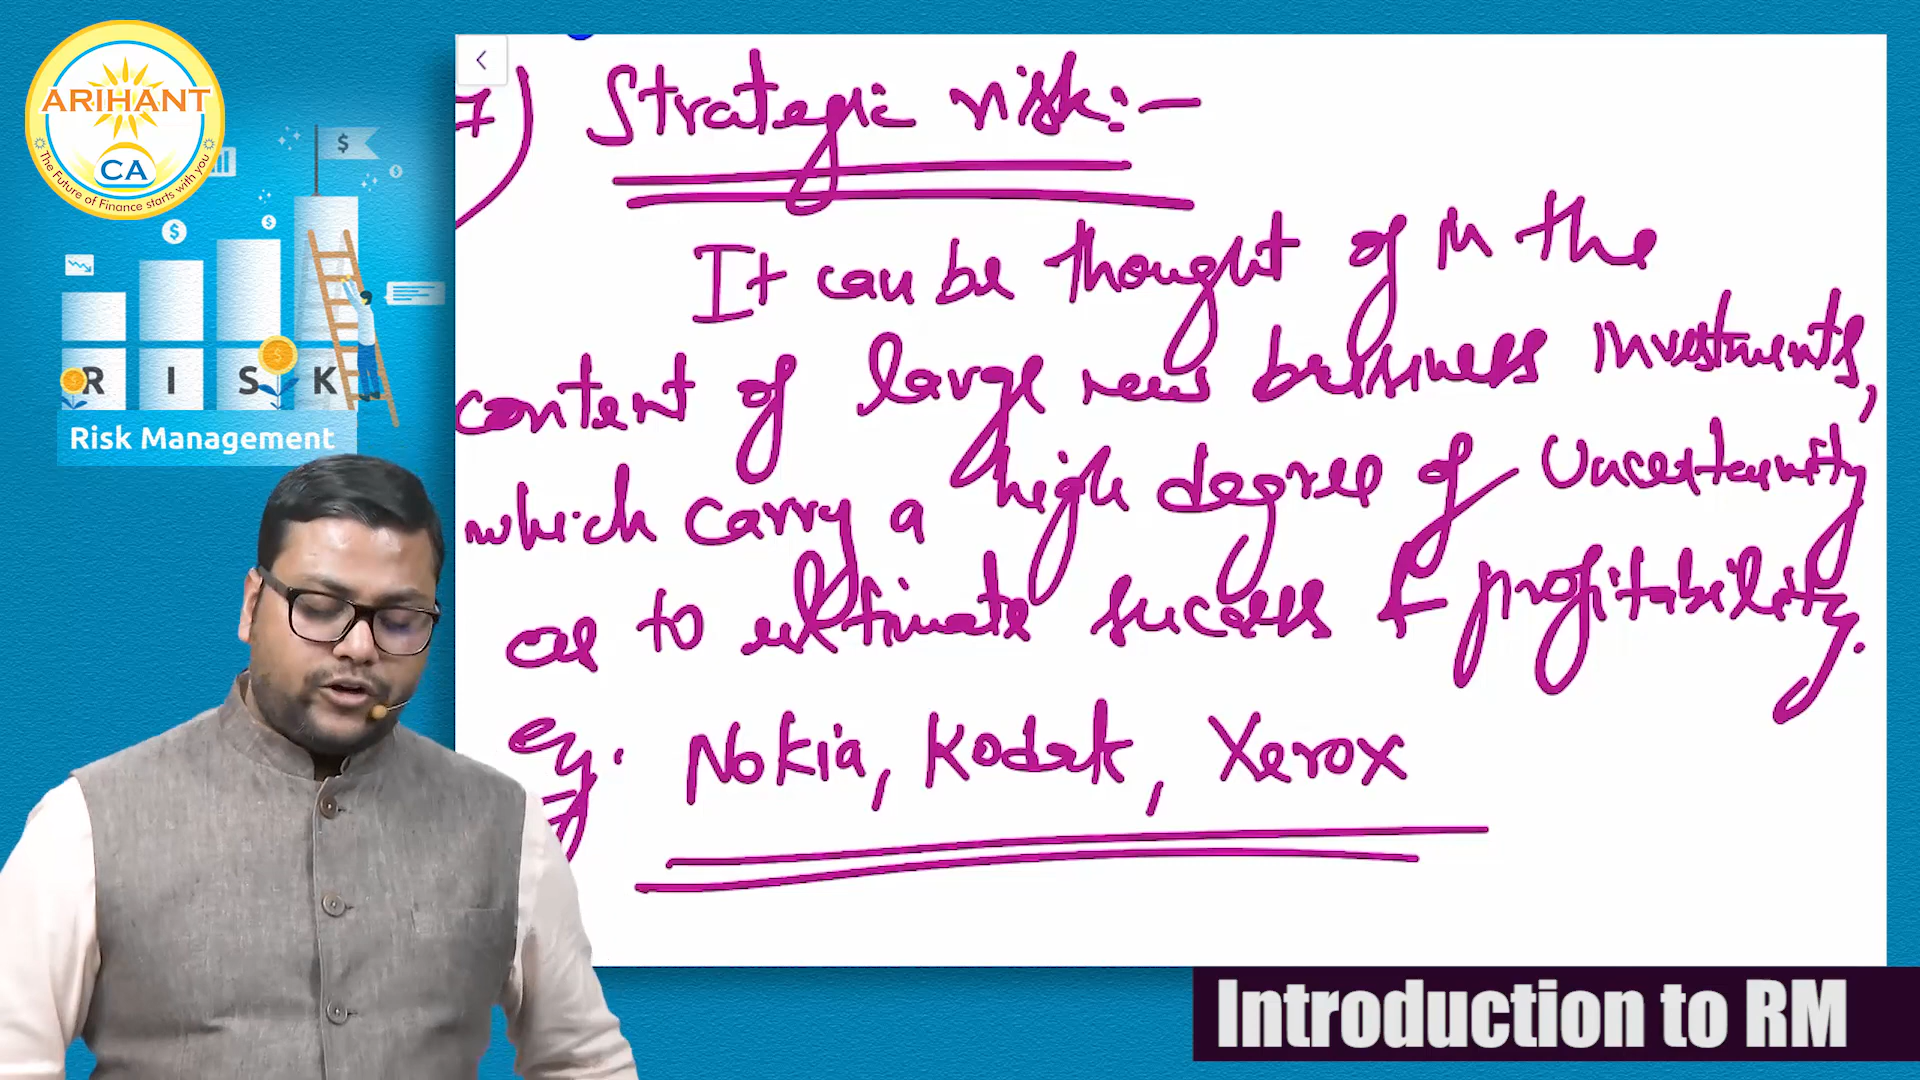 ARIHANT
CA
The Future of Finance starts with you
$
$
$
$
$
R I S K
Risk Management
7) Strategic risk:-
It can be thought of in the
content of large new business investments,
which carry a high degree of Uncertainity
as to ultimate success & profitability.
eg. Nokia, Kodak, Xerox
Introduction to RM